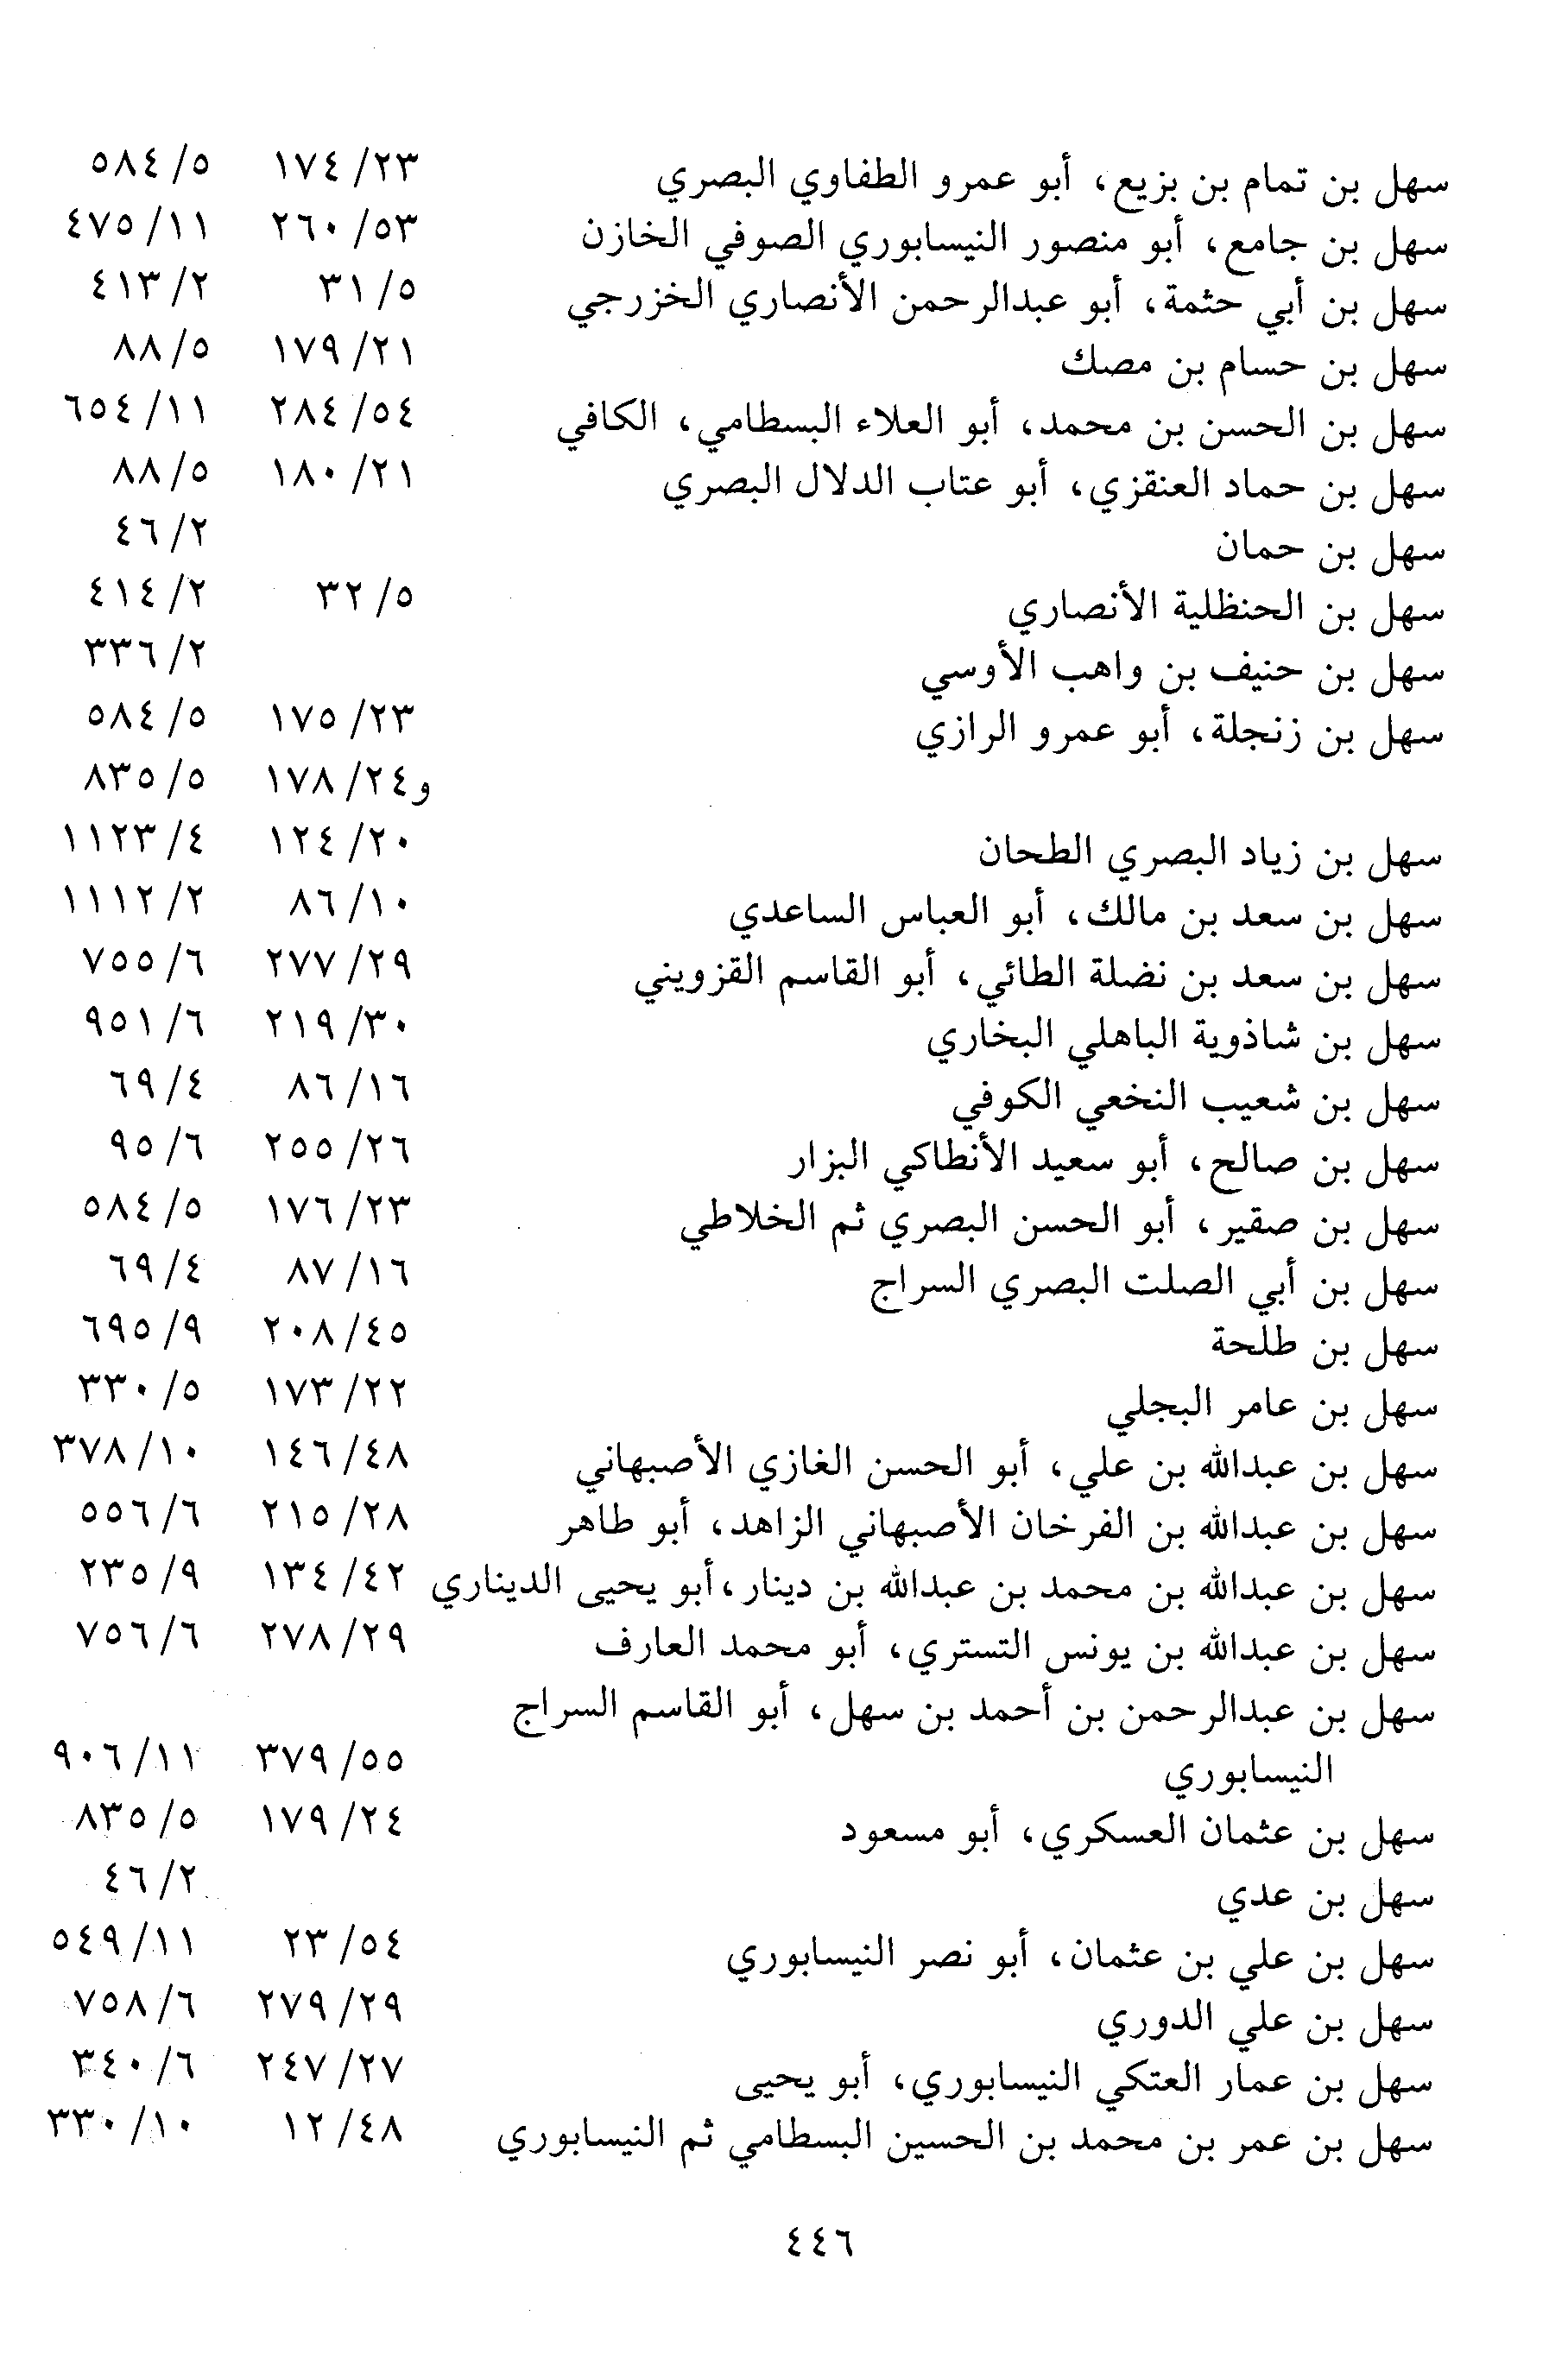 سهل بن تمام بن بزيع، أبو عمرو الطفاوي البصري ٢٣/ ١٧٤ ٥/ ٥٨٤
سهل بن جامع، أبو منصور النيسابوري الصوفي الخازن ٥٣/ ٢٦٠ ١١/ ٤٧٥
سهل بن أبي حثمة، أبو عبدالرحمن الأنصاري الخزرجي ٥/ ٣١ ٢/ ٤١٣
سهل بن حسام بن مصك ٢١/ ١٧٩ ٥/ ٨٨
سهل بن الحسن بن محمد، أبو العلاء البسطامي، الكافي ٥٤/ ٢٨٤ ١١/ ٦٥٤
سهل بن حماد العنقزي، أبو عتاب الدلال البصري ٢١/ ١٨٠ ٥/ ٨٨
سهل بن حمان ٢/ ٤٦
سهل بن الحنظلية الأنصاري ٥/ ٣٢ ٢/ ٤١٤
سهل بن حنيف بن واهب الأوسي ٢/ ٣٣٦
سهل بن زنجلة، أبو عمرو الرازي ٢٣/ ١٧٥ ٥/ ٥٨٤
و٢٤/ ١٧٨ ٥/ ٨٣٥
سهل بن زياد البصري الطحان ٢٠/ ١٢٤ ٤/ ١١٢٣
سهل بن سعد بن مالك، أبو العباس الساعدي ١٠/ ٨٦ ٢/ ١١١٢
سهل بن سعد بن نضلة الطائي، أبو القاسم القزويني ٢٩/ ٢٧٧ ٦/ ٧٥٥
سهل بن شاذوية الباهلي البخاري ٣٠/ ٢١٩ ٦/ ٩٥١
سهل بن شعيب النخعي الكوفي ١٦/ ٨٦ ٤/ ٦٩
سهل بن صالح، أبو سعيد الأنطاكي البزار ٢٦/ ٢٥٥ ٦/ ٩٥
سهل بن صقير، أبو الحسن البصري ثم الخلاطي ٢٣/ ١٧٦ ٥/ ٥٨٤
سهل بن أبي الصلت البصري السراج ١٦/ ٨٧ ٤/ ٦٩
سهل بن طلحة ٤٥/ ٢٠٨ ٩/ ٦٩٥
سهل بن عامر البجلي ٢٢/ ١٧٣ ٥/ ٣٣٠
سهل بن عبدالله بن علي، أبو الحسن الغازي الأصبهاني ٤٨/ ١٤٦ ١٠/ ٣٧٨
سهل بن عبدالله بن الفرخان الأصبهاني الزاهد، أبو طاهر ٢٨/ ٢١٥ ٦/ ٥٥٦
سهل بن عبدالله بن محمد بن عبدالله بن دينار، أبو يحيى الديناري ٤٢/ ١٣٤ ٩/ ٢٣٥
سهل بن عبدالله بن يونس التستري، أبو محمد العارف ٢٩/ ٢٧٨ ٦/ ٧٥٦
سهل بن عبدالرحمن بن أحمد بن سهل، أبو القاسم السراج
النيسابوري ٥٥/ ٣٧٩ ١١/ ٩٠٦
سهل بن عثمان العسكري، أبو مسعود ٢٤/ ١٧٩ ٥/ ٨٣٥
سهل بن عدي ٢/ ٤٦
سهل بن علي بن عثمان، أبو نصر النيسابوري ٥٤/ ٢٣ ١١/ ٥٤٩
سهل بن علي الدوري ٢٩/ ٢٧٩ ٦/ ٧٥٨
سهل بن عمار العتكي النيسابوري، أبو يحيى ٢٧/ ٢٤٧ ٦/ ٣٤٠
سهل بن عمر بن محمد بن الحسين البسطامي ثم النيسابوري ٤٨/ ١٢ ١٠/ ٣٣٠
٤٤٦